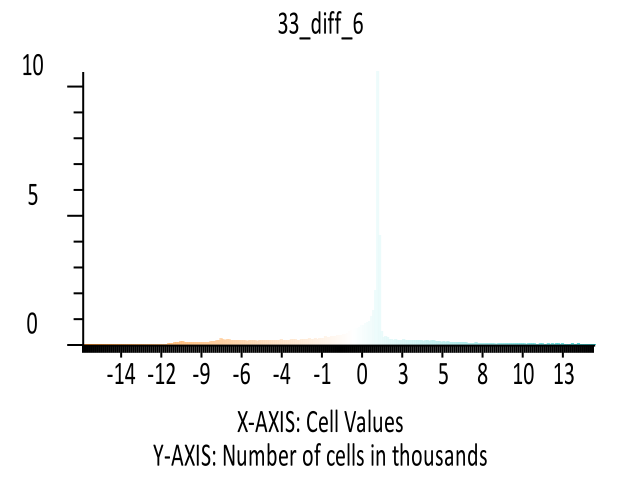 33_diff_6
10
5
0
-14 -12 -9 -6 -4 -1 0 3 5 8 10 13
X-AXIS: Cell Values
Y-AXIS: Number of cells in thousands